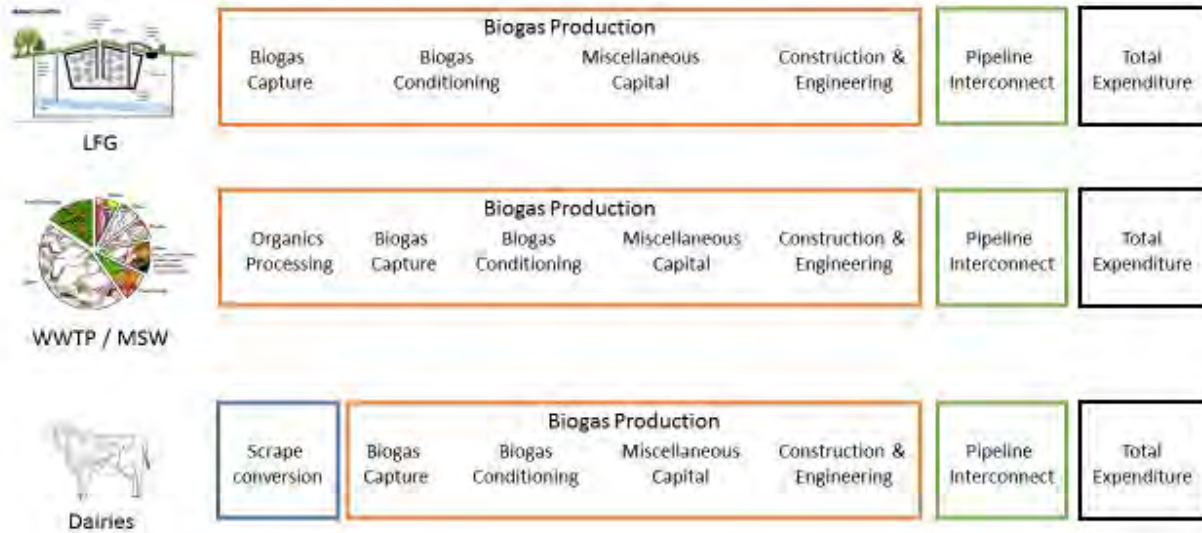 Biogas Production
Biogas Capture
Biogas Conditioning
Miscellaneous Capital
Construction & Engineering
Pipeline Interconnect
Total Expenditure
LFG
Biogas Production
Organics Processing
Biogas Capture
Biogas Conditioning
Miscellaneous Capital
Construction & Engineering
Pipeline Interconnect
Total Expenditure
WWTP / MSW
Scrape conversion
Biogas Production
Biogas Capture
Biogas Conditioning
Miscellaneous Capital
Construction & Engineering
Pipeline Interconnect
Total Expenditure
Dairies